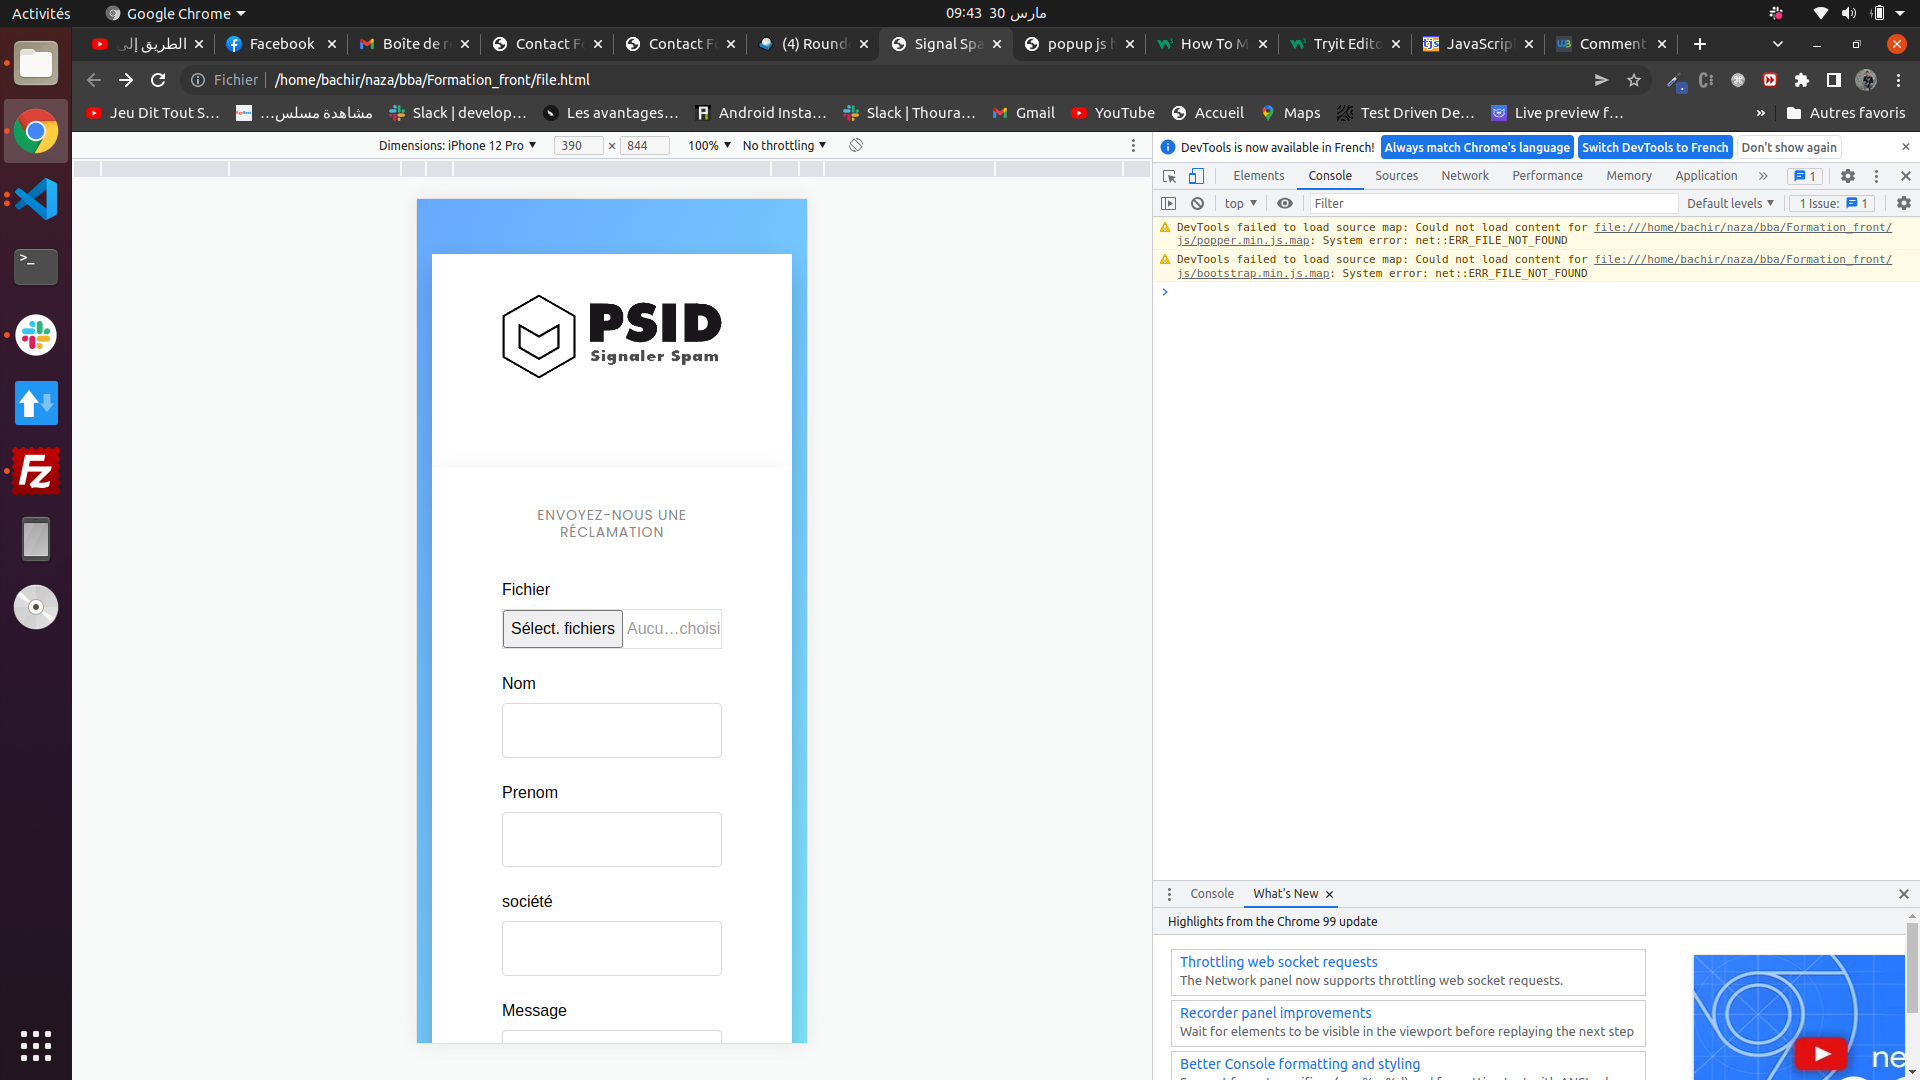 Activités
Google Chrome
09:43 30 مارس
الطريق إلى
Facebook
Boîte de r
Contact F
Contact F
(4) Round
Signal Spa
popup js h
How To M
Tryit Edito
JavaScrip
Comment
Fichier
/home/bachir/naza/bba/Formation_front/file.html
Jeu Dit Tout S…
مشاهدة مسلس…
Slack | develop…
Les avantages…
Android Insta…
Slack | Thoura…
Gmail
YouTube
Accueil
Maps
Test Driven De…
Live preview f…
»
Autres favoris
Dimensions: iPhone 12 Pro
390 × 844
100%
No throttling
PSID
Signaler Spam
ENVOYEZ-NOUS UNE
RÉCLAMATION
Fichier
Sélect. fichiers
Aucu…choisi
Nom
Prenom
société
Message
DevTools is now available in French!
Always match Chrome's language
Switch DevTools to French
Don't show again
Elements
Console
Sources
Network
Performance
Memory
Application
»
1
top
Filter
Default levels
1 Issue: 1
DevTools failed to load source map: Could not load content for file:///home/bachir/naza/bba/Formation_front/
js/popper.min.js.map: System error: net::ERR_FILE_NOT_FOUND
DevTools failed to load source map: Could not load content for file:///home/bachir/naza/bba/Formation_front/
js/bootstrap.min.js.map: System error: net::ERR_FILE_NOT_FOUND
Console
What's New
Highlights from the Chrome 99 update
Throttling web socket requests
The Network panel now supports throttling web socket requests.
Recorder panel improvements
Wait for elements to be visible in the viewport before replaying the next step
Better Console formatting and styling
ne